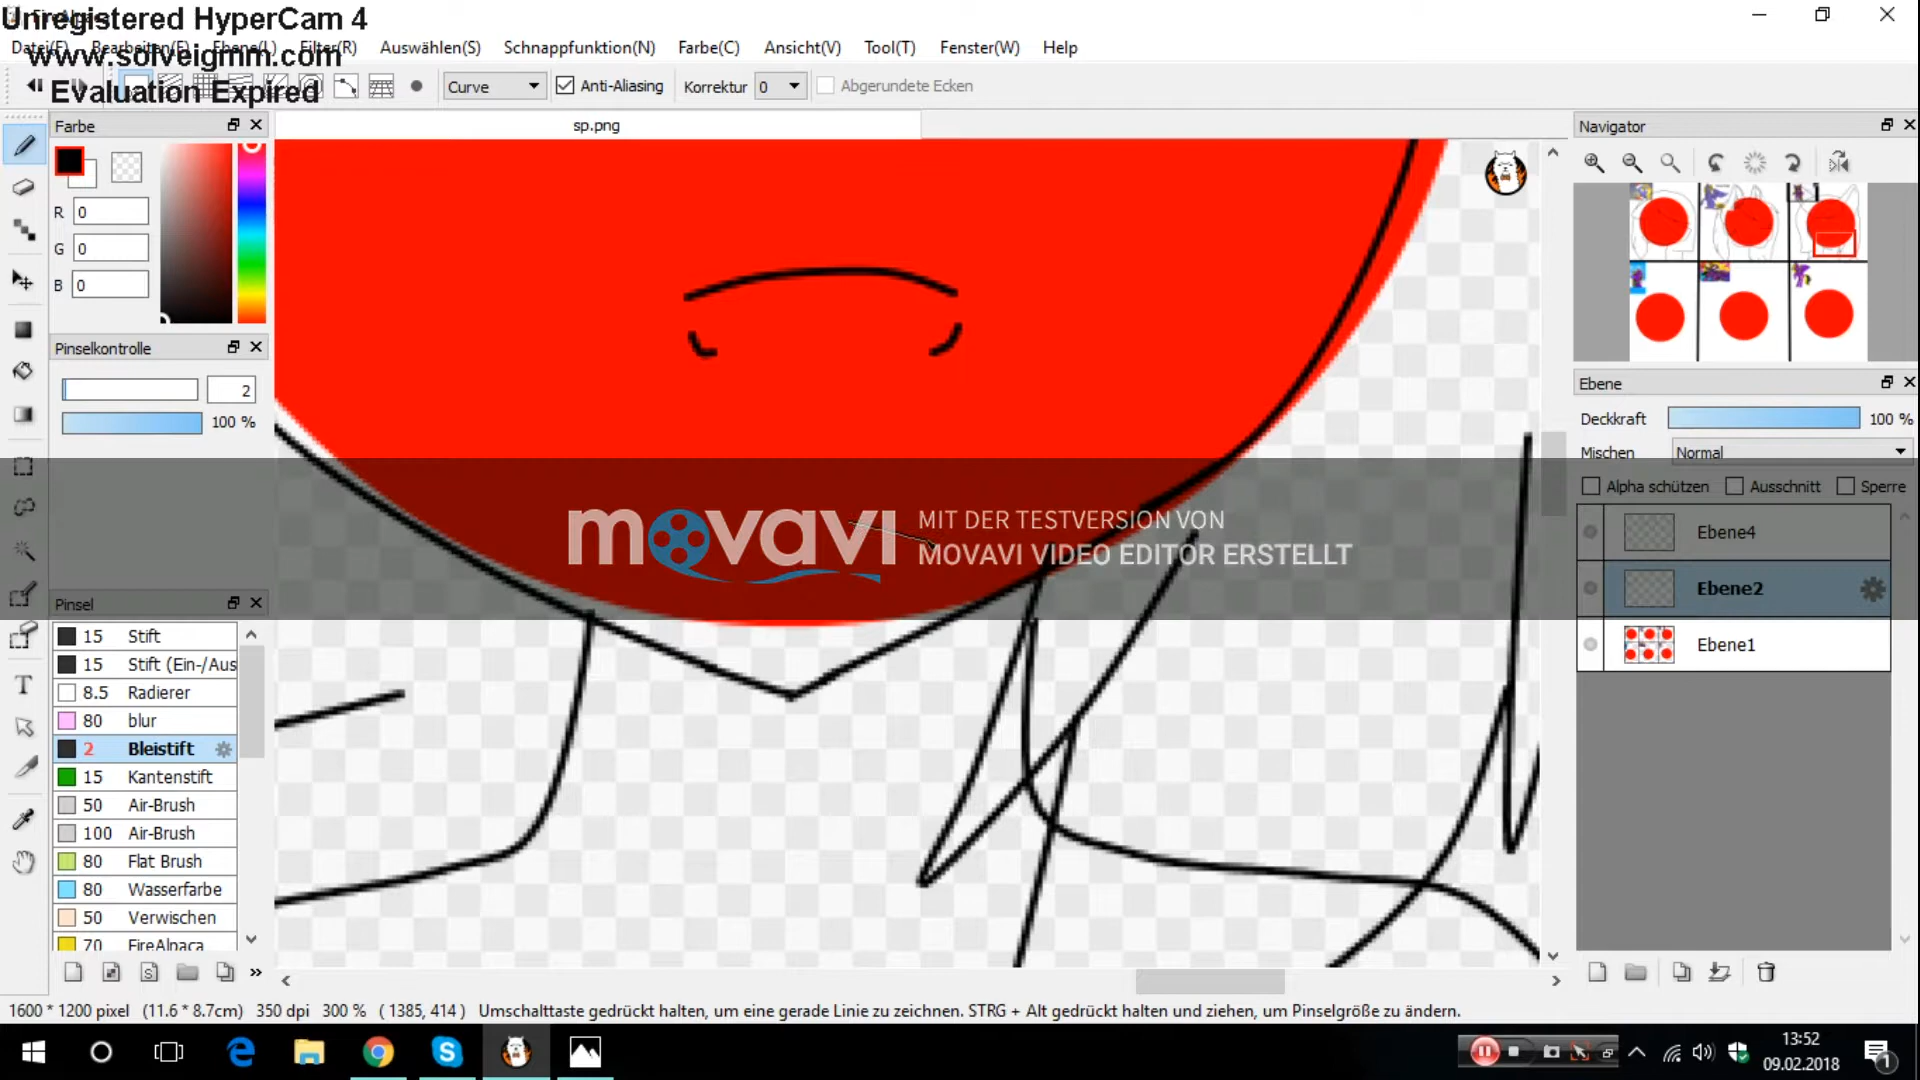 Unregistered HyperCam 4
www.solveigmm.com
Evaluation Expired
Datei(F) Bearbeiten(E) Ebene(L) Filter(R) Auswählen(S) Schnappfunktion(N) Farbe(C) Ansicht(V) Tool(T) Fenster(W) Help
Curve Anti-Aliasing Korrektur 0 Abgerundete Ecken
Farbe
sp.png
Navigator
R 0
G 0
B 0
Pinselkontrolle
2
100 %
Ebene
Deckkraft 100 %
Mischen Normal
Alpha schützen Ausschnitt Sperre
Ebene4
Ebene2
Ebene1
movavi
MIT DER TESTVERSION VON
MOVAVI VIDEO EDITOR ERSTELLT
Pinsel
15 Stift
15 Stift (Ein-/Aus
8.5 Radierer
80 blur
2 Bleistift
15 Kantenstift
50 Air-Brush
100 Air-Brush
80 Flat Brush
80 Wasserfarbe
50 Verwischen
70 FireAlpaca
1600 * 1200 pixel (11.6 * 8.7cm) 350 dpi 300 % ( 1385, 414 ) Umschalttaste gedrückt halten, um eine gerade Linie zu zeichnen. STRG + Alt gedrückt halten und ziehen, um Pinselgröße zu ändern.
13:52
09.02.2018
1